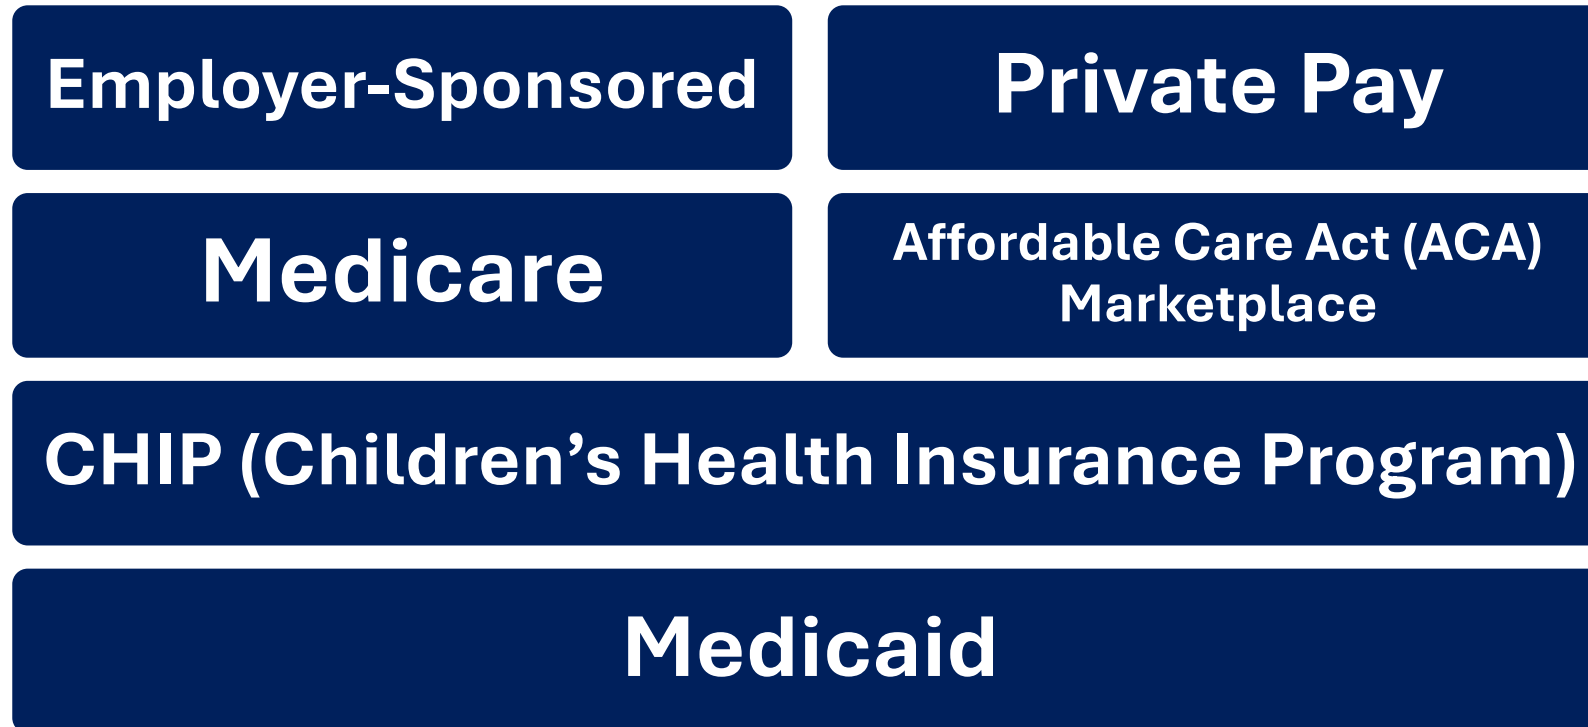 Employer-Sponsored
Private Pay
Medicare
Affordable Care Act (ACA)
Marketplace
CHIP (Children’s Health Insurance Program)
Medicaid